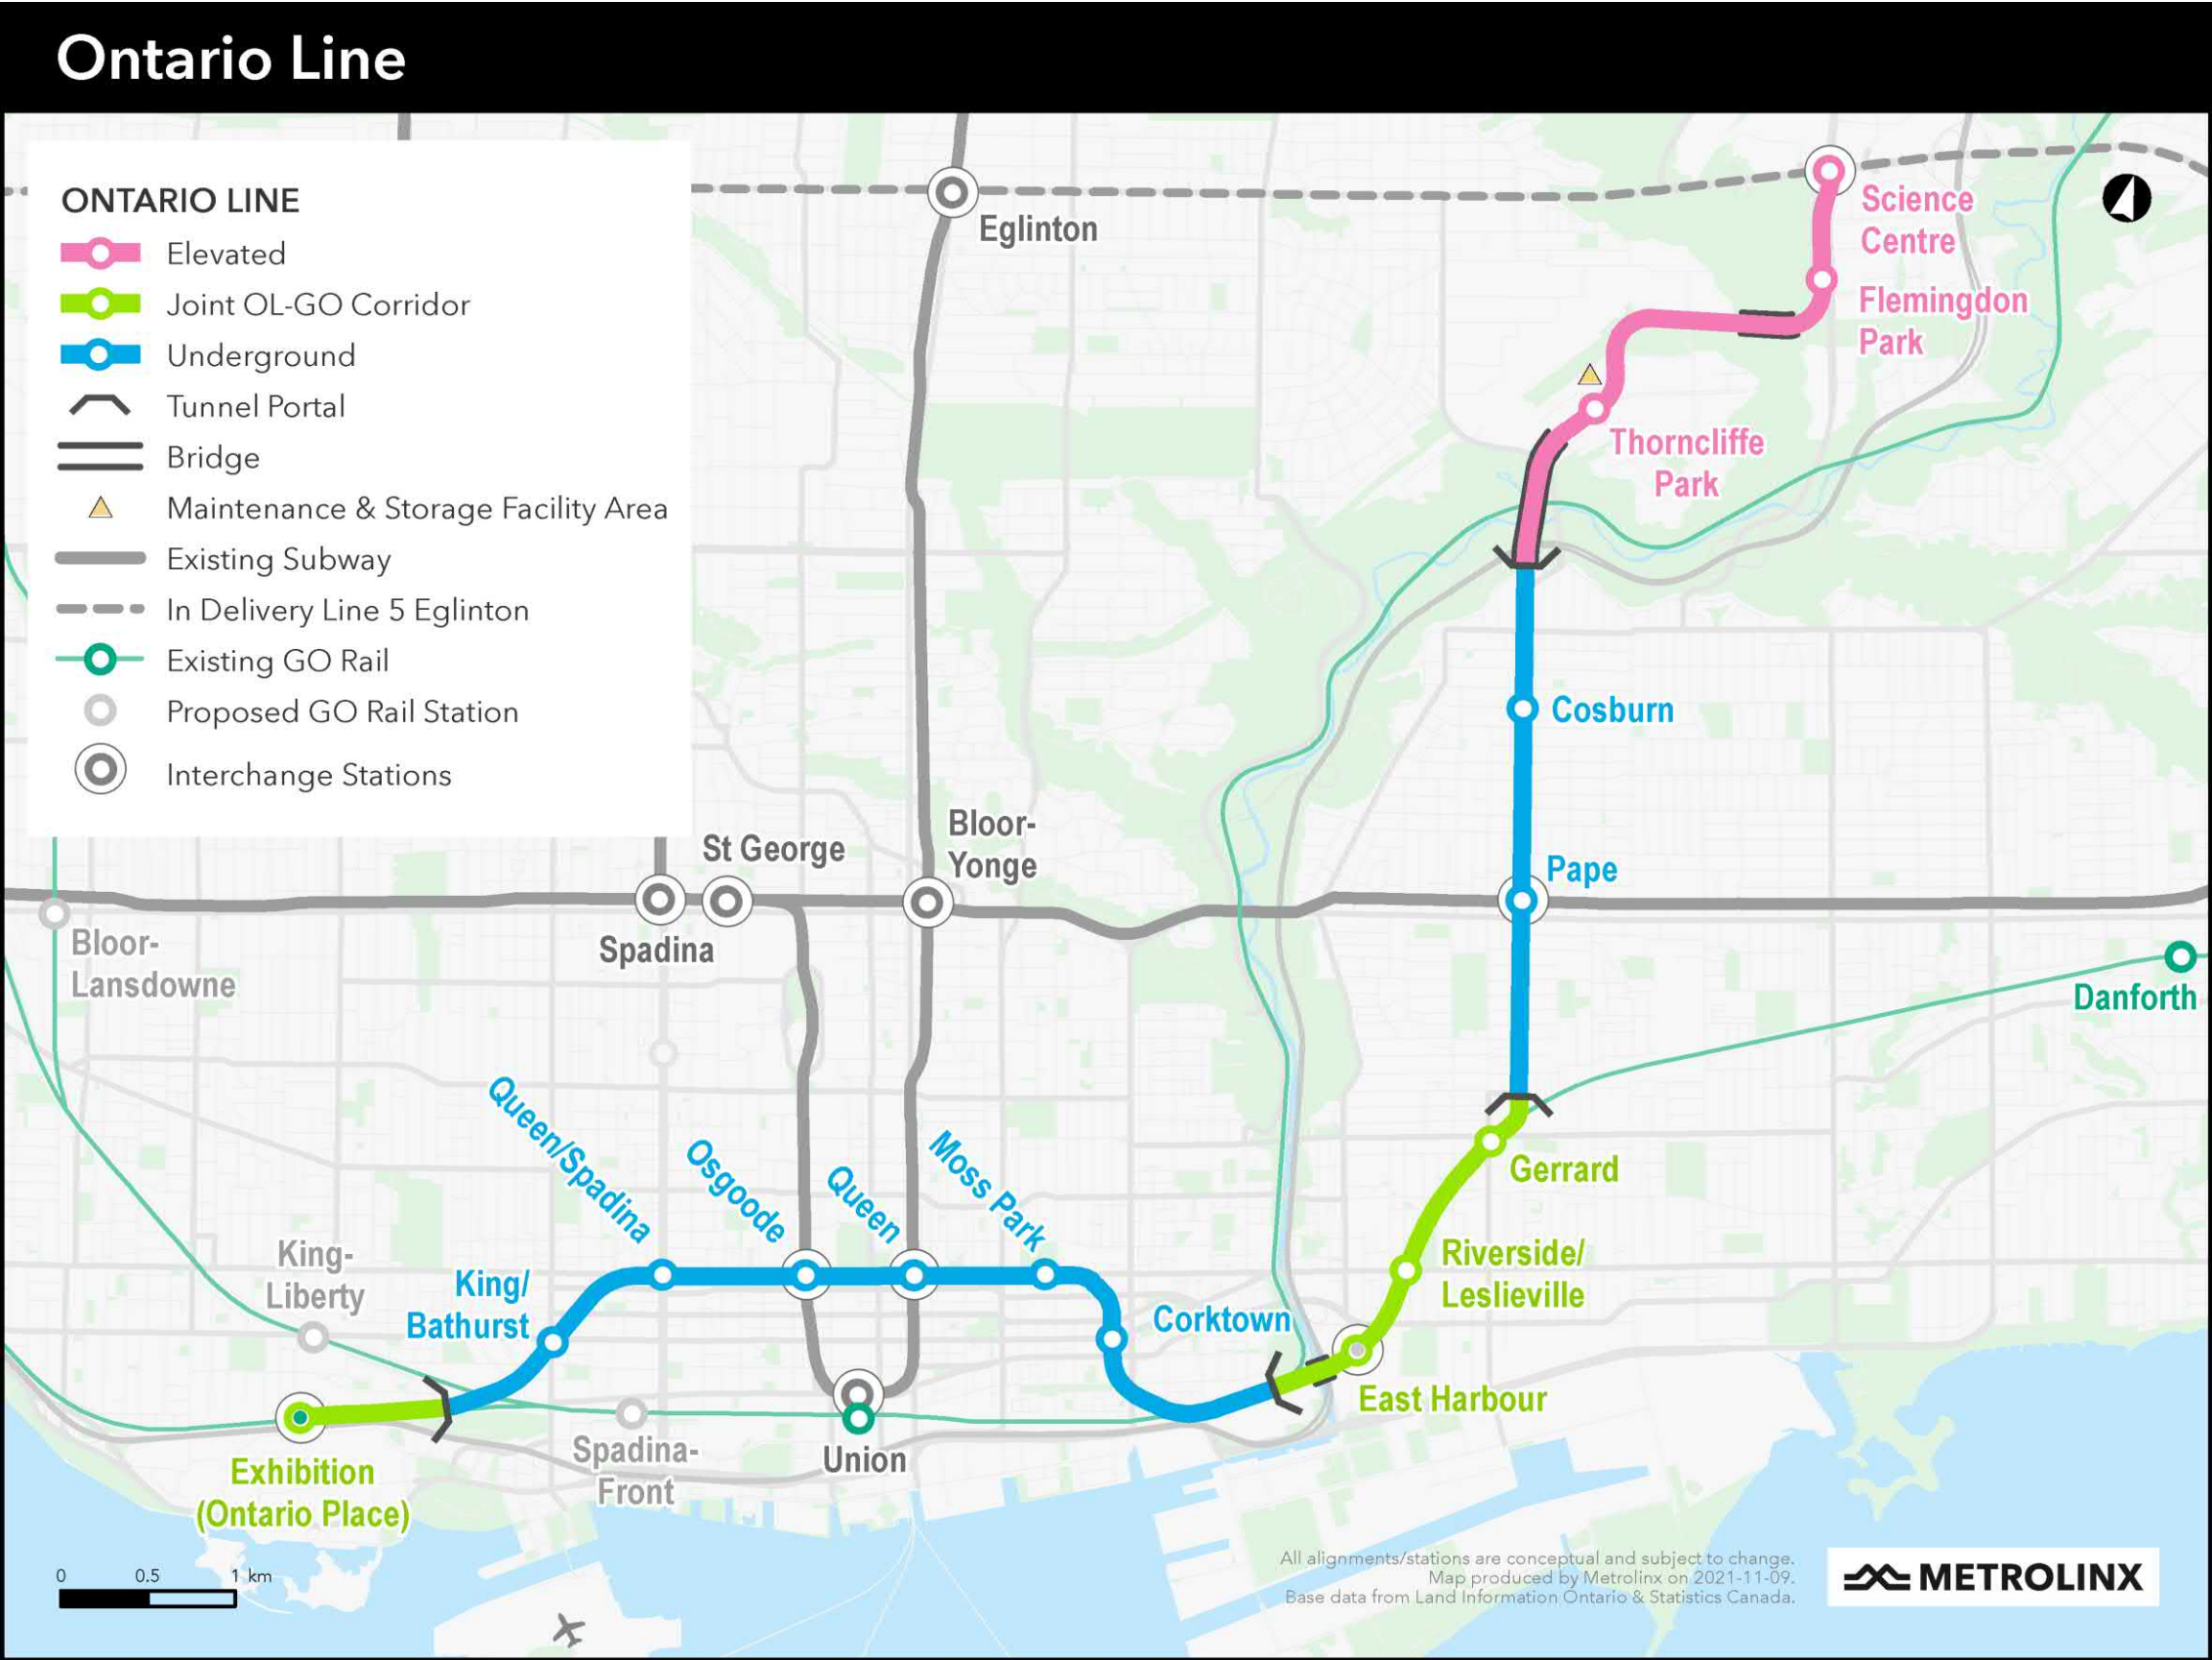 Ontario Line
ONTARIO LINE
Elevated
Joint OL-GO Corridor
Underground
Tunnel Portal
Bridge
Maintenance & Storage Facility Area
Existing Subway
In Delivery Line 5 Eglinton
Existing GO Rail
Proposed GO Rail Station
Interchange Stations
Eglinton
Science
Centre
Flemingdon
Park
Thorncliffe
Park
Cosburn
Pape
Bloor-
Yonge
St George
Spadina
Bloor-
Lansdowne
Danforth
Queen/Spadina
Osgoode
Queen
Moss Park
Gerrard
Riverside/
Leslieville
King-
Liberty
King/
Bathurst
Corktown
East Harbour
Exhibition
(Ontario Place)
Spadina-
Front
Union
0 0.5 1 km
All alignments/stations are conceptual and subject to change.
Map produced by Metrolinx on 2021-11-09.
Base data from Land Information Ontario & Statistics Canada.
METROLINX